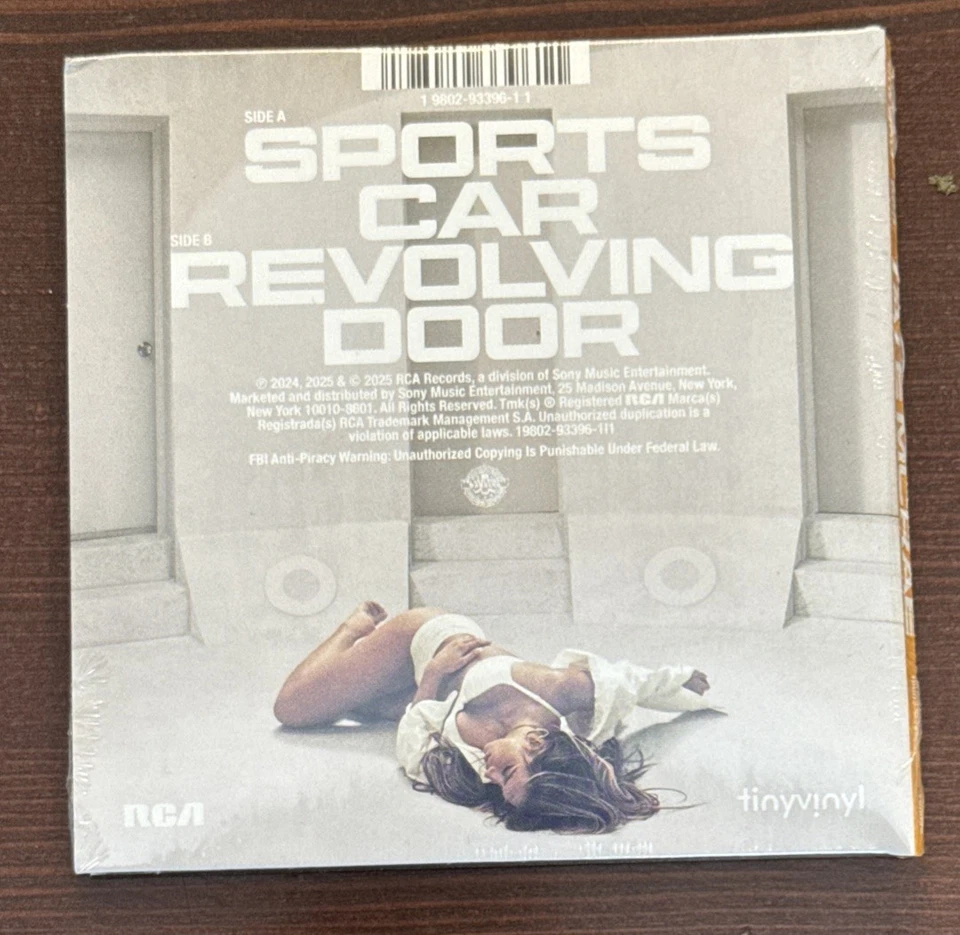 1 9802-93396-1 1
SIDE A
SPORTS
CAR
SIDE B
REVOLVING
DOOR
℗ 2024, 2025 & © 2025 RCA Records, a division of Sony Music Entertainment.
Marketed and distributed by Sony Music Entertainment, 25 Madison Avenue, New York,
New York 10010-8601. All Rights Reserved. Tmk(s) ® Registered RCA Marca(s)
Registrada(s) RCA Trademark Management S.A. Unauthorized duplication is a
violation of applicable laws. 19802-93396-1I1
FBI Anti-Piracy Warning: Unauthorized Copying Is Punishable Under Federal Law.
RCA
tinyvinyl